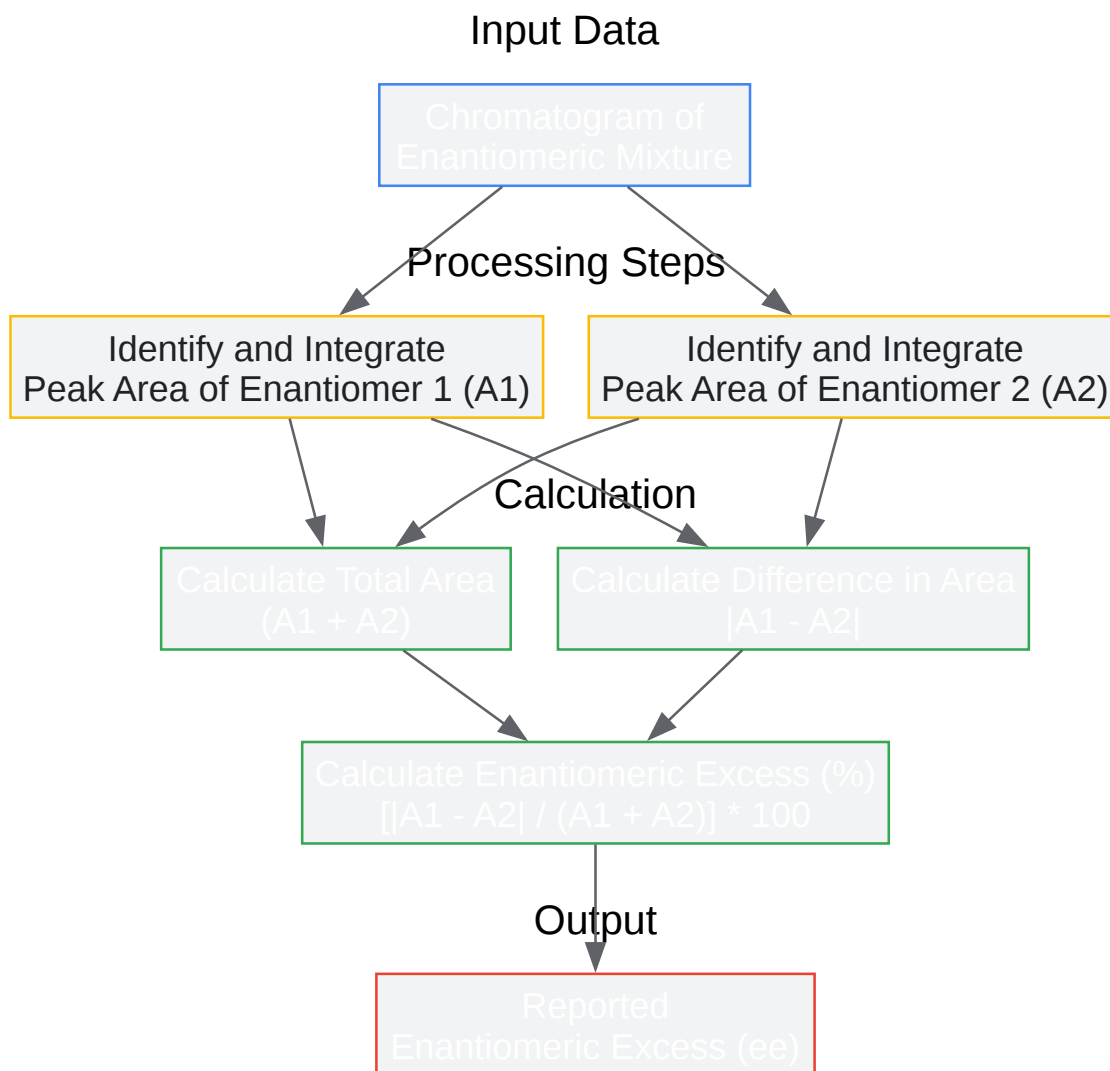 Input Data
Chromatogram of
Enantiomeric Mixture
Processing Steps
Identify and Integrate
Peak Area of Enantiomer 1 (A1)
Identify and Integrate
Peak Area of Enantiomer 2 (A2)
Calculation
Calculate Total Area
(A1 + A2)
Calculate Difference in Area
|A1 - A2|
Calculate Enantiomeric Excess (%)
[|A1 - A2| / (A1 + A2)] * 100
Output
Reported
Enantiomeric Excess (ee)